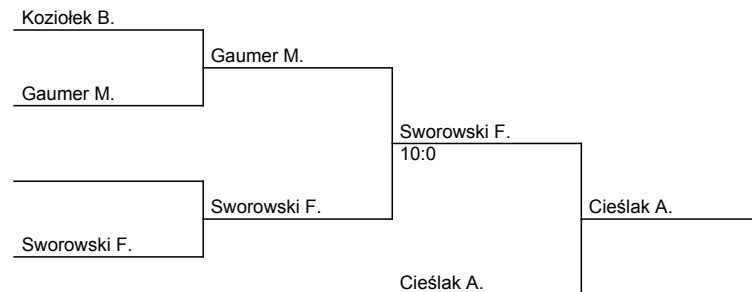 Koziołek B.
Gaumer M.
Gaumer M.
Sworowski F.
10:0
Sworowski F.
Cieślak A.
Sworowski F.
Cieślak A.